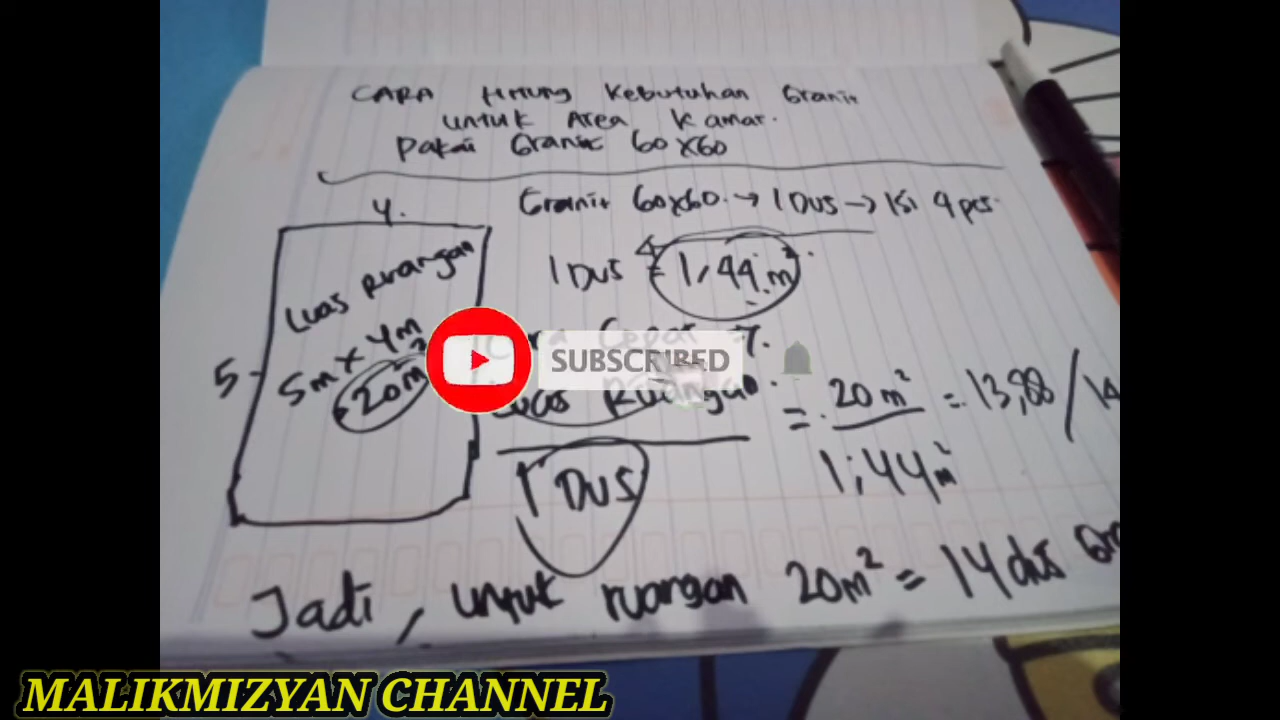 CARA Hitung Kebutuhan Granit
untuk Area Kamar.
Pakai Granit 60x60
Granit 60x60. → 1 Dus → Isi 4 pcs.
4.
1 Dus = 1,44 m²
Luas Ruangan
5m x 4m
20m²
5
Luas Ruangan
1 Dus
= 20 m² = 13,88 / 14
1,44 m²
SUBSCRIBED
Jadi, untuk ruangan 20m² = 14 dus
MALIKMIZYAN CHANNEL